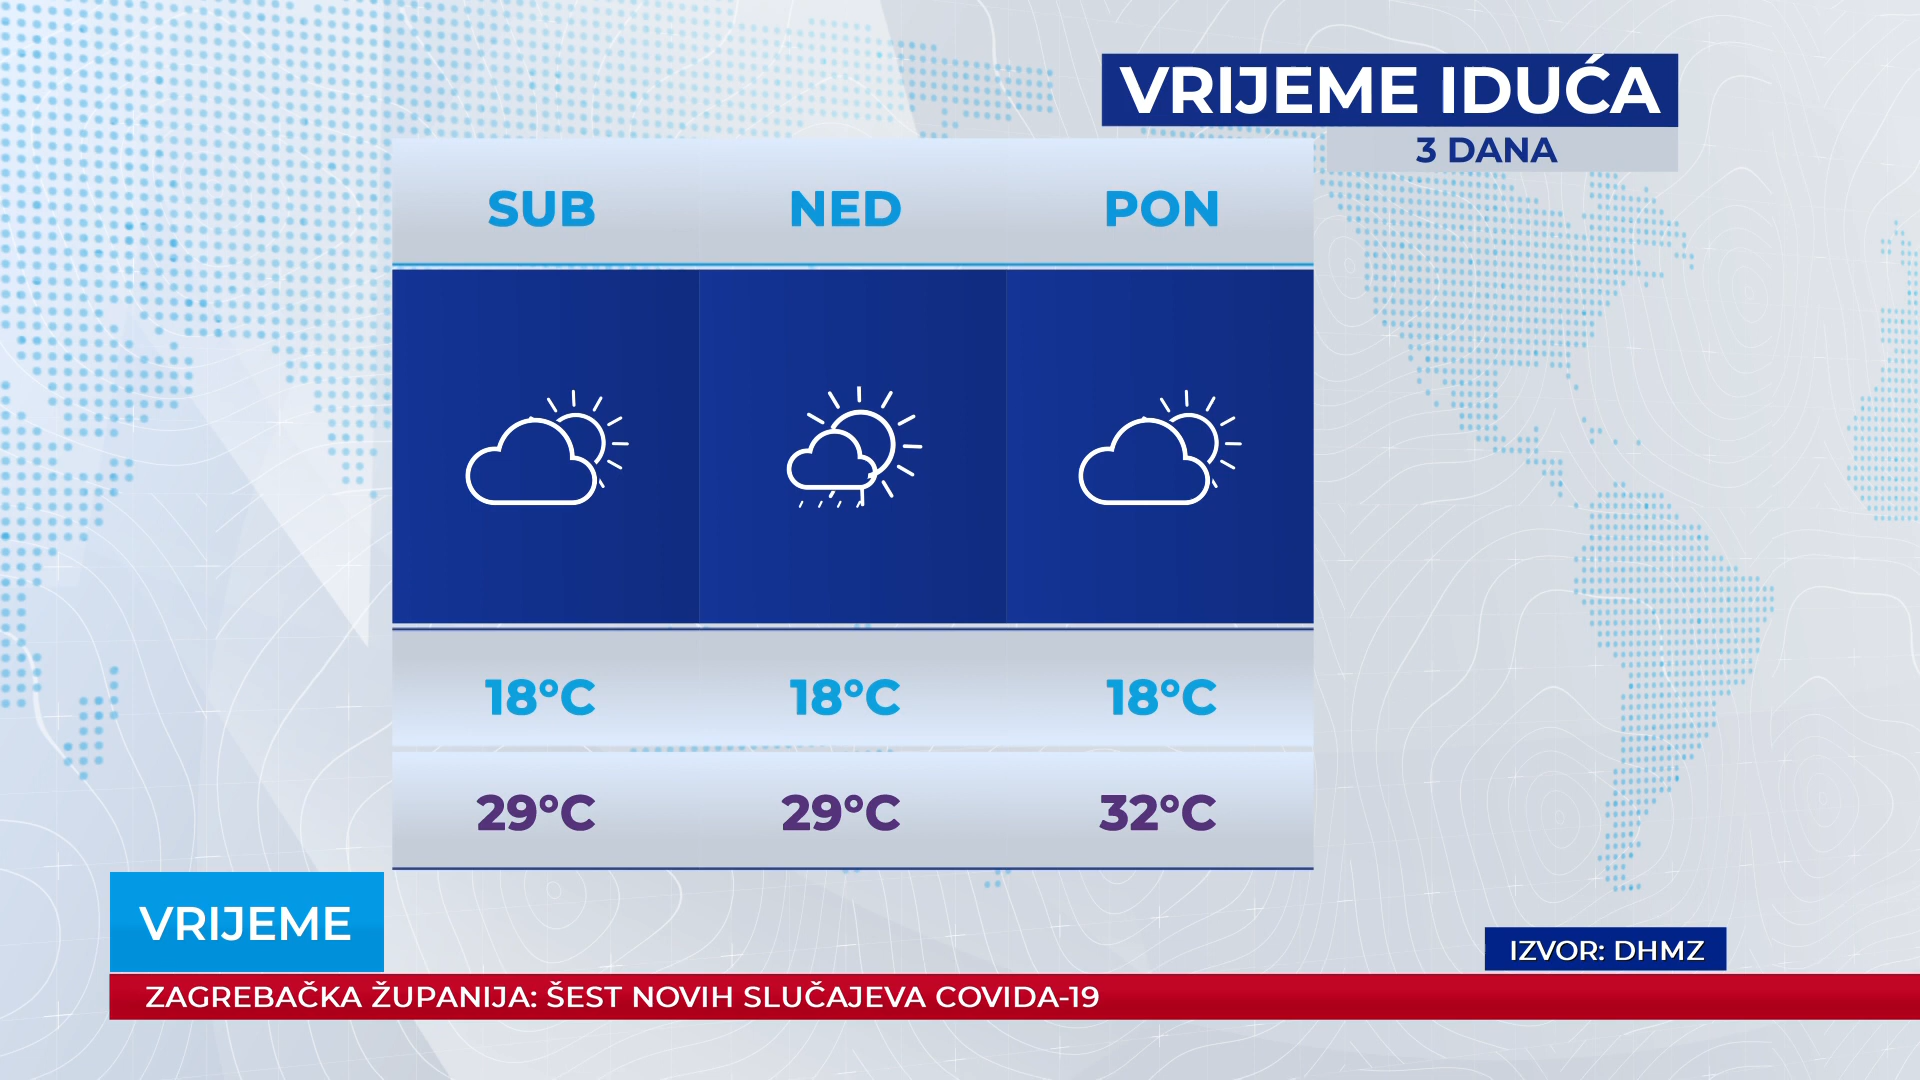 VRIJEME IDUĆA
3 DANA
SUB NED PON
18°C 18°C 18°C
29°C 29°C 32°C
VRIJEME
IZVOR: DHMZ
ZAGREBAČKA ŽUPANIJA: ŠEST NOVIH SLUČAJEVA COVIDA-19